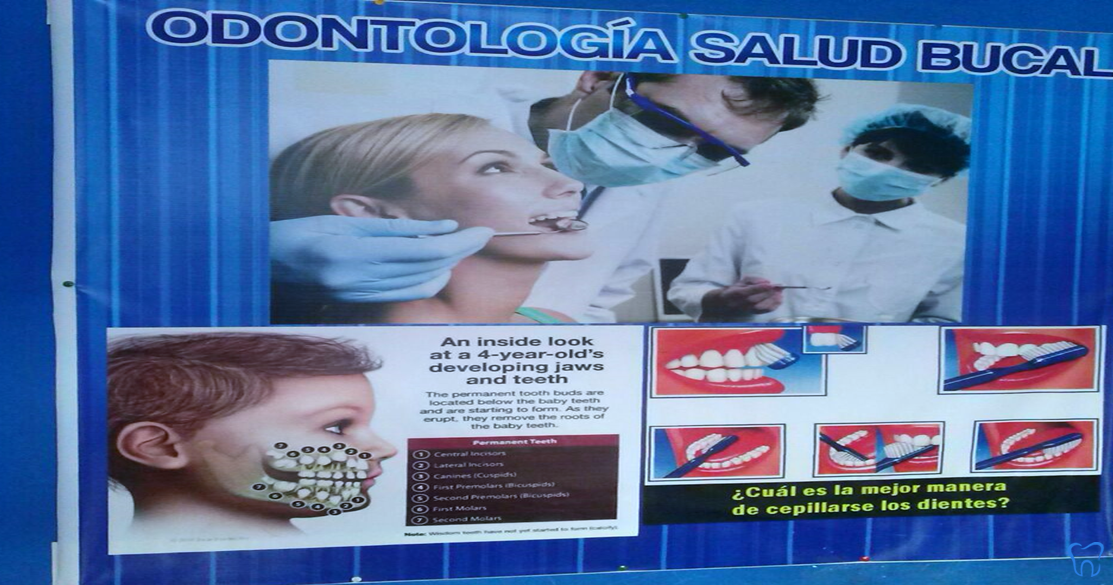 ODONTOLOGÍA SALUD BUCAL
An inside look
at a 4-year-old's
developing jaws
and teeth
The permanent tooth buds are
located below the baby teeth
and are starting to form. As they
erupt, they remove the roots of
the baby teeth.
Permanent Teeth
1 Central Incisors
2 Lateral Incisors
3 Canines (Cuspids)
4 First Premolars (Bicuspids)
5 Second Premolars (Bicuspids)
6 First Molars
7 Second Molars
Note: Wisdom teeth have not yet started to form (calcify).
¿Cuál es la mejor manera
de cepillarse los dientes?